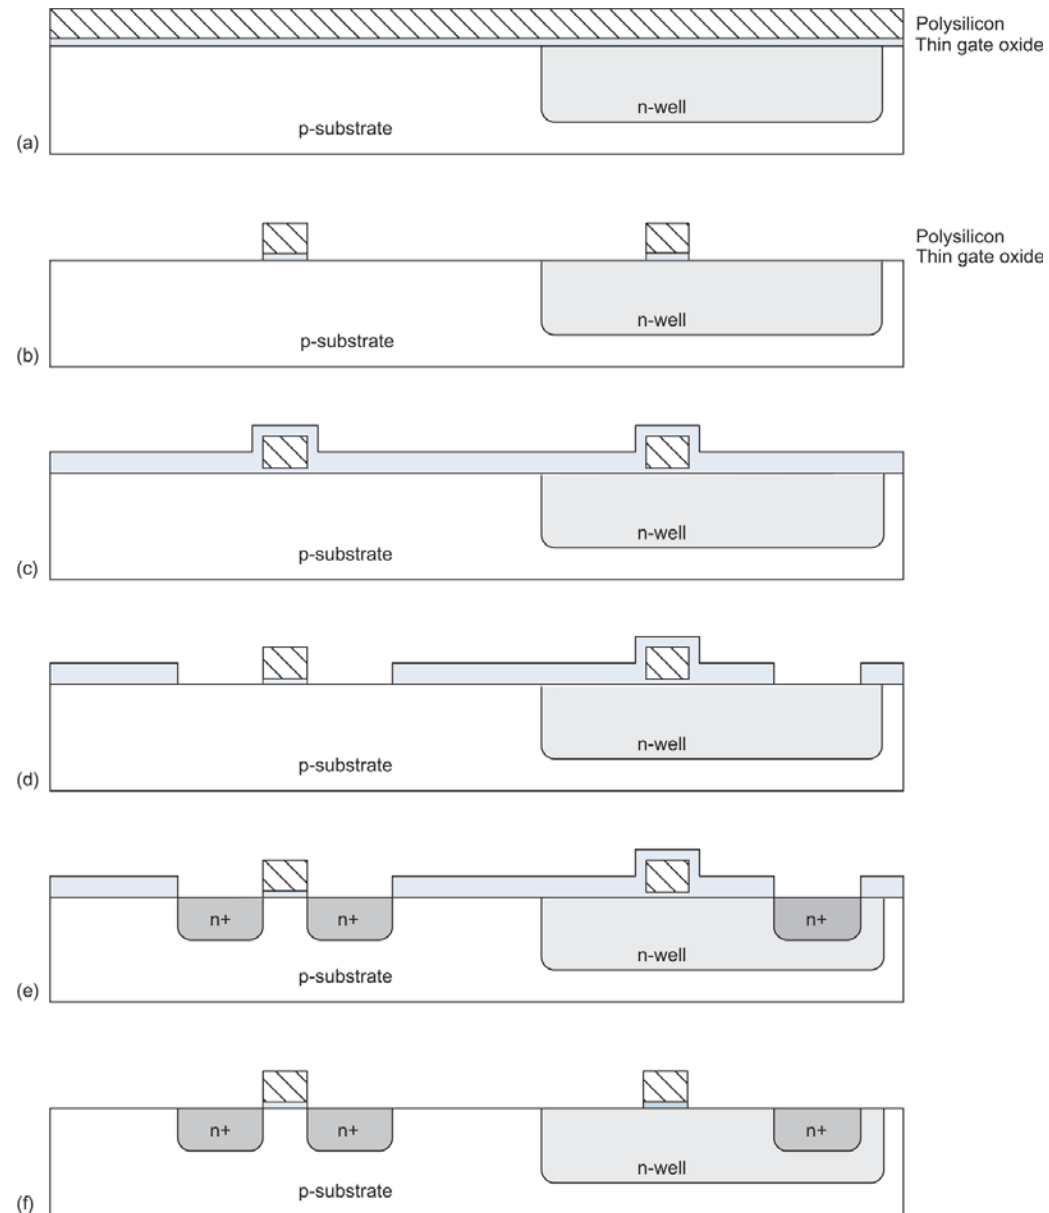 Polysilicon
Thin gate oxide
n-well
p-substrate
(a)
Polysilicon
Thin gate oxide
n-well
p-substrate
(b)
n-well
p-substrate
(c)
n-well
p-substrate
(d)
n+ n+ n+
n-well
p-substrate
(e)
n+ n+ n+
n-well
p-substrate
(f)